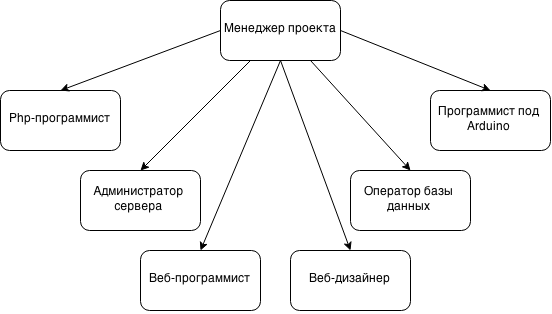 Менеджер проекта
Php-программист
Программист под
Arduino
Администратор
сервера
Оператор базы
данных
Веб-программист
Веб-дизайнер